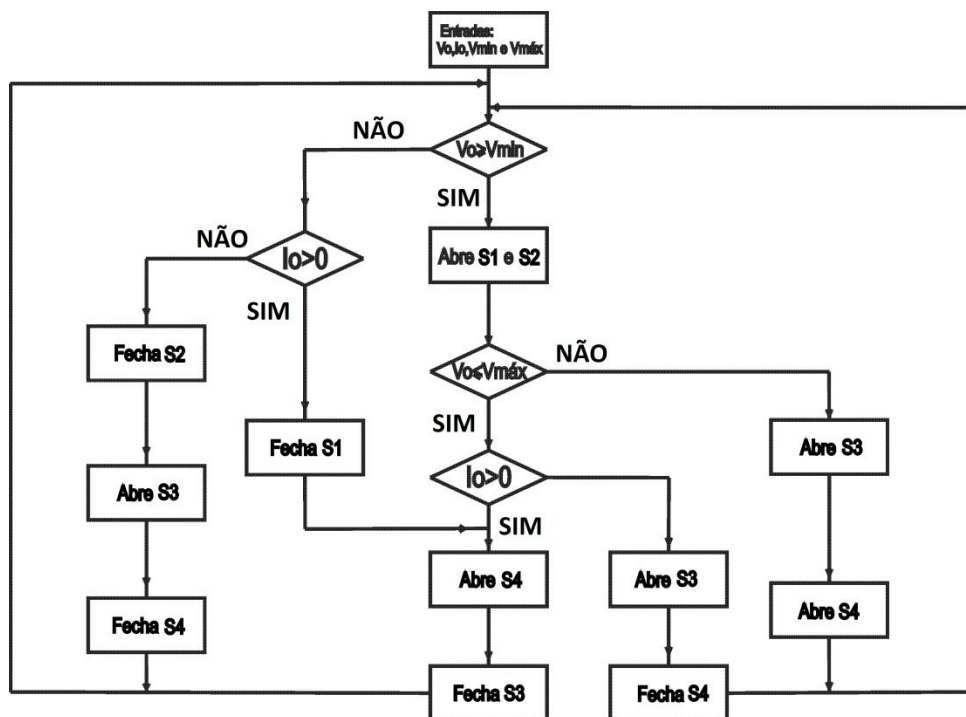 Entradas:
Vo,Io,Vmin e Vmáx
NÃO
Vo≥Vmin
SIM
NÃO
Io>0
Abre S1 e S2
SIM
Fecha S2
Vo≤Vmáx
NÃO
SIM
Fecha S1
Abre S3
Io>0
Abre S3
SIM
Abre S4
Abre S3
Fecha S4
Abre S4
Fecha S3
Fecha S4